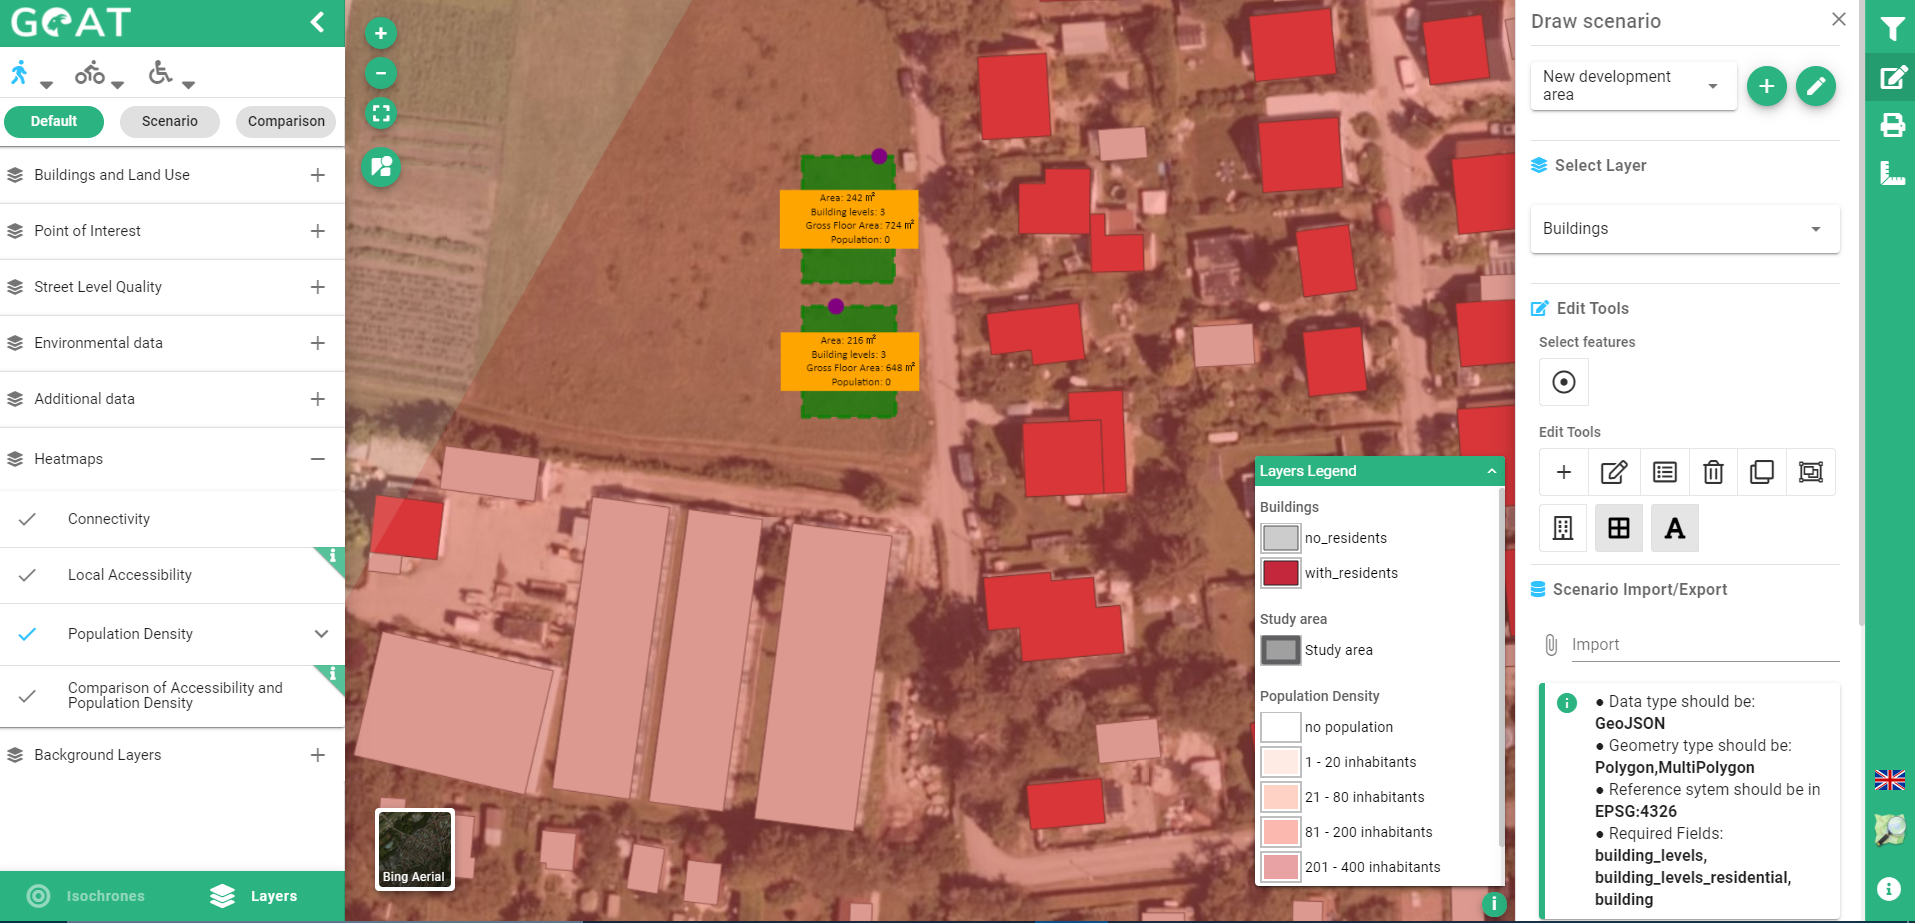 GOAT
Default
Scenario
Comparison
Buildings and Land Use
Point of Interest
Street Level Quality
Environmental data
Additional data
Heatmaps
Connectivity
Local Accessibility
Population Density
Comparison of Accessibility and
Population Density
Background Layers
Isochrones
Layers
Area: 242 m²
Building levels: 3
Gross Floor Area: 724 m²
Population: 0
Area: 216 m²
Building levels: 3
Gross Floor Area: 648 m²
Population: 0
Bing Aerial
Layers Legend
Buildings
no_residents
with_residents
Study area
Study area
Population Density
no population
1 - 20 inhabitants
21 - 80 inhabitants
81 - 200 inhabitants
201 - 400 inhabitants
Draw scenario
New development
area
Select Layer
Buildings
Edit Tools
Select features
Edit Tools
A
Scenario Import/Export
Import
● Data type should be:
GeoJSON
● Geometry type should be:
Polygon,MultiPolygon
● Reference sytem should be in
EPSG:4326
● Required Fields:
building_levels,
building_levels_residential,
building